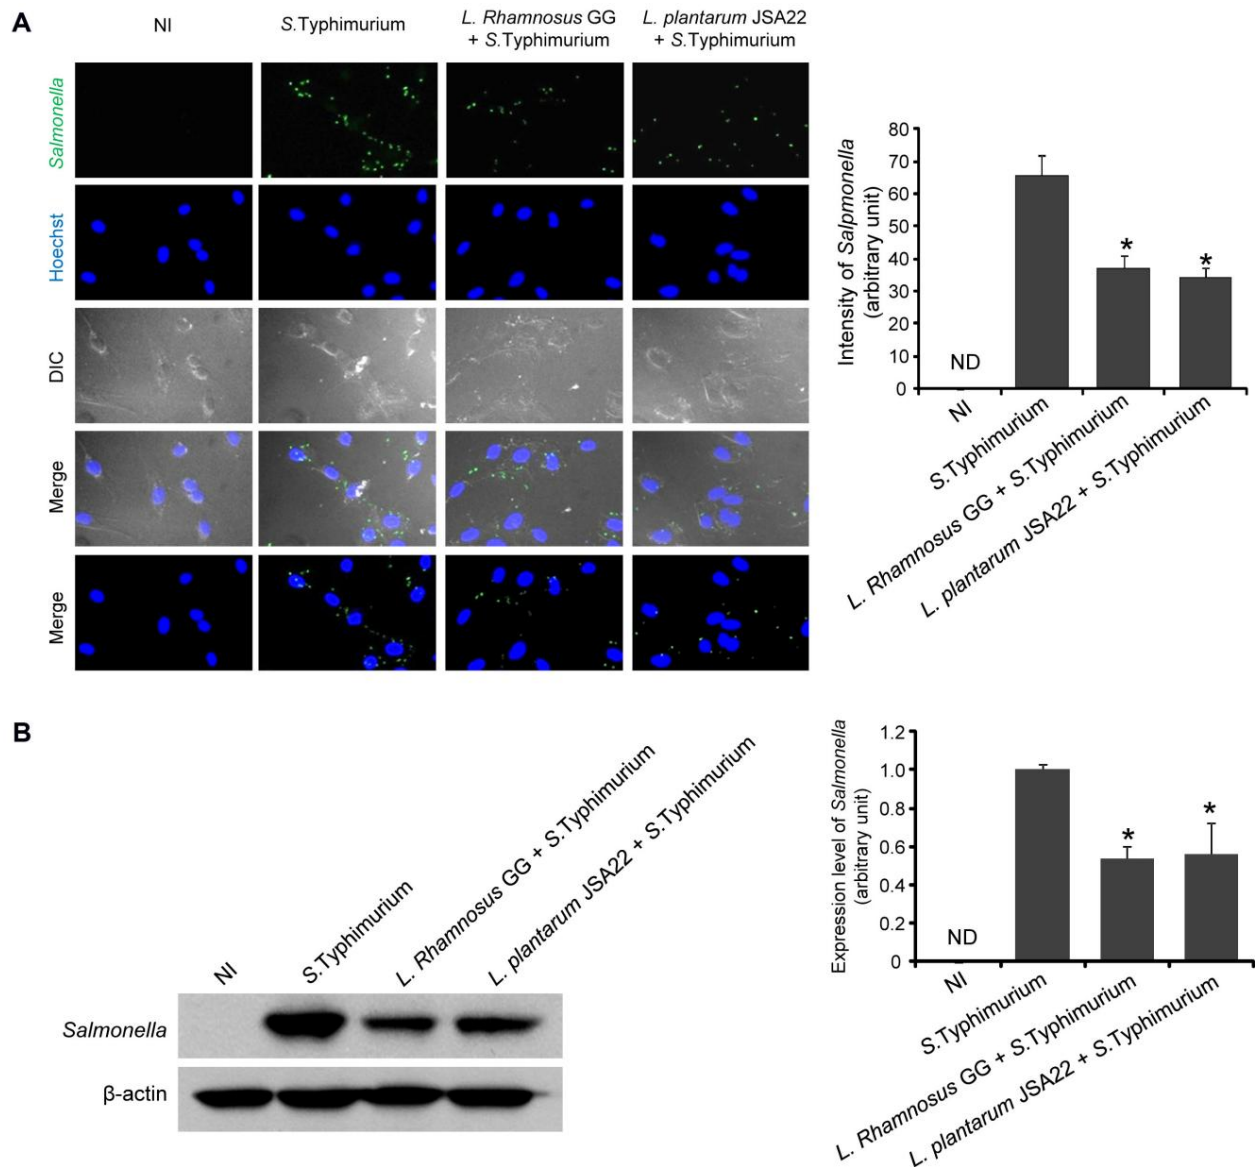 A
NI
S.Typhimurium
L. Rhamnosus GG
+ S.Typhimurium
L. plantarum JSA22
+ S.Typhimurium
Salmonella
Hoechst
DIC
Merge
Merge
Intensity of Salpmonella
(arbitrary unit)
80
70
60
50
40
30
20
10
0
ND
*
*
NI
S.Typhimurium
L. Rhamnosus GG + S.Typhimurium
L. plantarum JSA22 + S.Typhimurium
B
NI
S.Typhimurium
L. Rhamnosus GG + S.Typhimurium
L. plantarum JSA22 + S.Typhimurium
Salmonella
β-actin
Expression level of Salmonella
(arbitrary unit)
1.2
1.0
0.8
0.6
0.4
0.2
0
ND
*
*
NI
S.Typhimurium
L. Rhamnosus GG + S.Typhimurium
L. plantarum JSA22 + S.Typhimurium